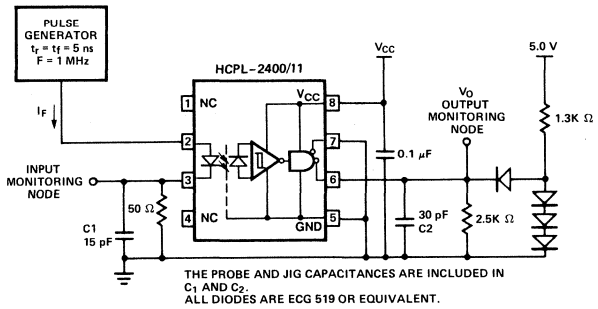 PULSE
GENERATOR
tr = tf = 5 ns
F = 1 MHz
IF
HCPL-2400/11
VCC
5.0 V
1
NC
VCC
8
VO
OUTPUT
MONITORING
NODE
1.3K Ω
2
7
0.1 µF
INPUT
MONITORING
NODE
3
6
50 Ω
C1
15 pF
4
NC
GND
5
30 pF
C2
2.5K Ω
THE PROBE AND JIG CAPACITANCES ARE INCLUDED IN
C1 AND C2.
ALL DIODES ARE ECG 519 OR EQUIVALENT.